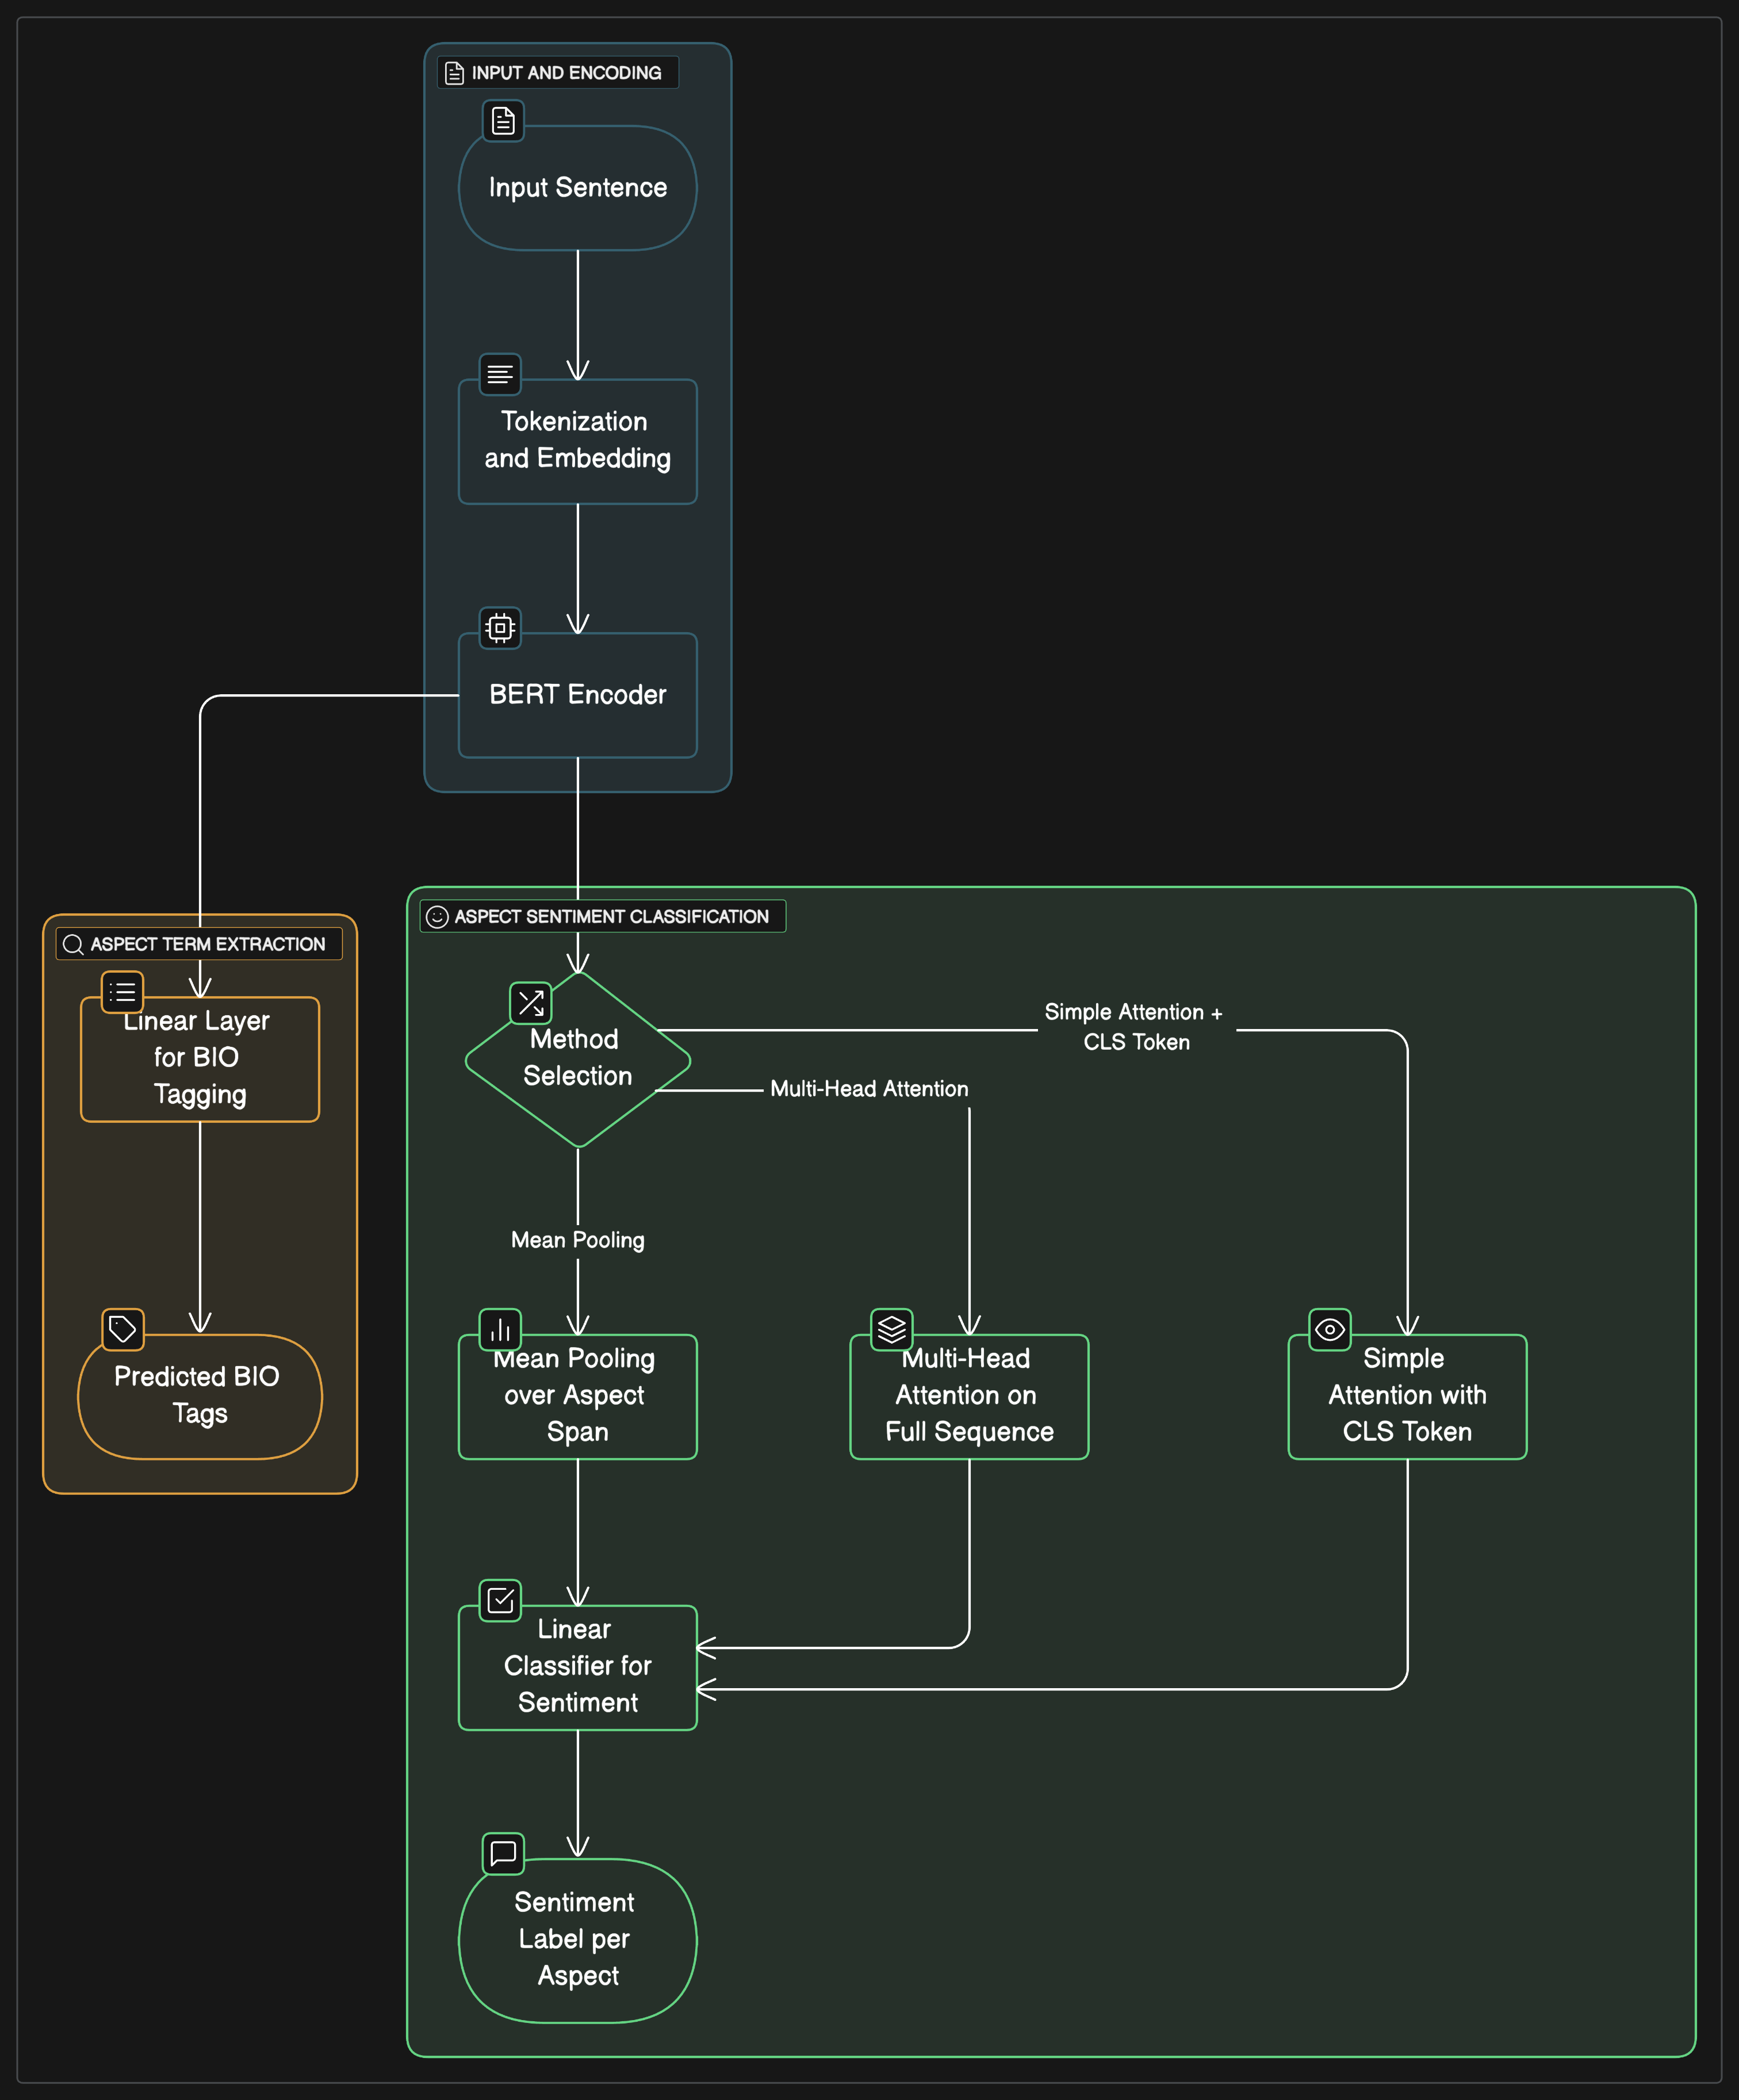 INPUT AND ENCODING
Input Sentence
Tokenization
and Embedding
BERT Encoder
ASPECT TERM EXTRACTION
Linear Layer
for BIO
Tagging
Predicted BIO
Tags
ASPECT SENTIMENT CLASSIFICATION
Method
Selection
Simple Attention +
CLS Token
Multi-Head Attention
Mean Pooling
Mean Pooling
over Aspect
Span
Multi-Head
Attention on
Full Sequence
Simple
Attention with
CLS Token
Linear
Classifier for
Sentiment
Sentiment
Label per
Aspect